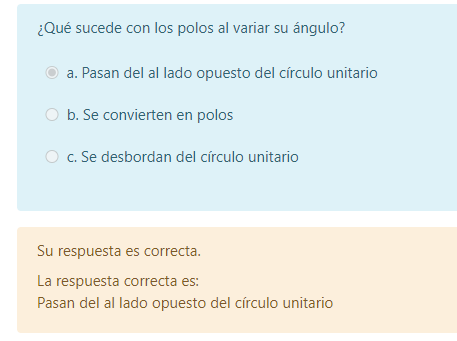 ¿Qué sucede con los polos al variar su ángulo?
a. Pasan del al lado opuesto del círculo unitario
b. Se convierten en polos
c. Se desbordan del círculo unitario
Su respuesta es correcta.
La respuesta correcta es:
Pasan del al lado opuesto del círculo unitario